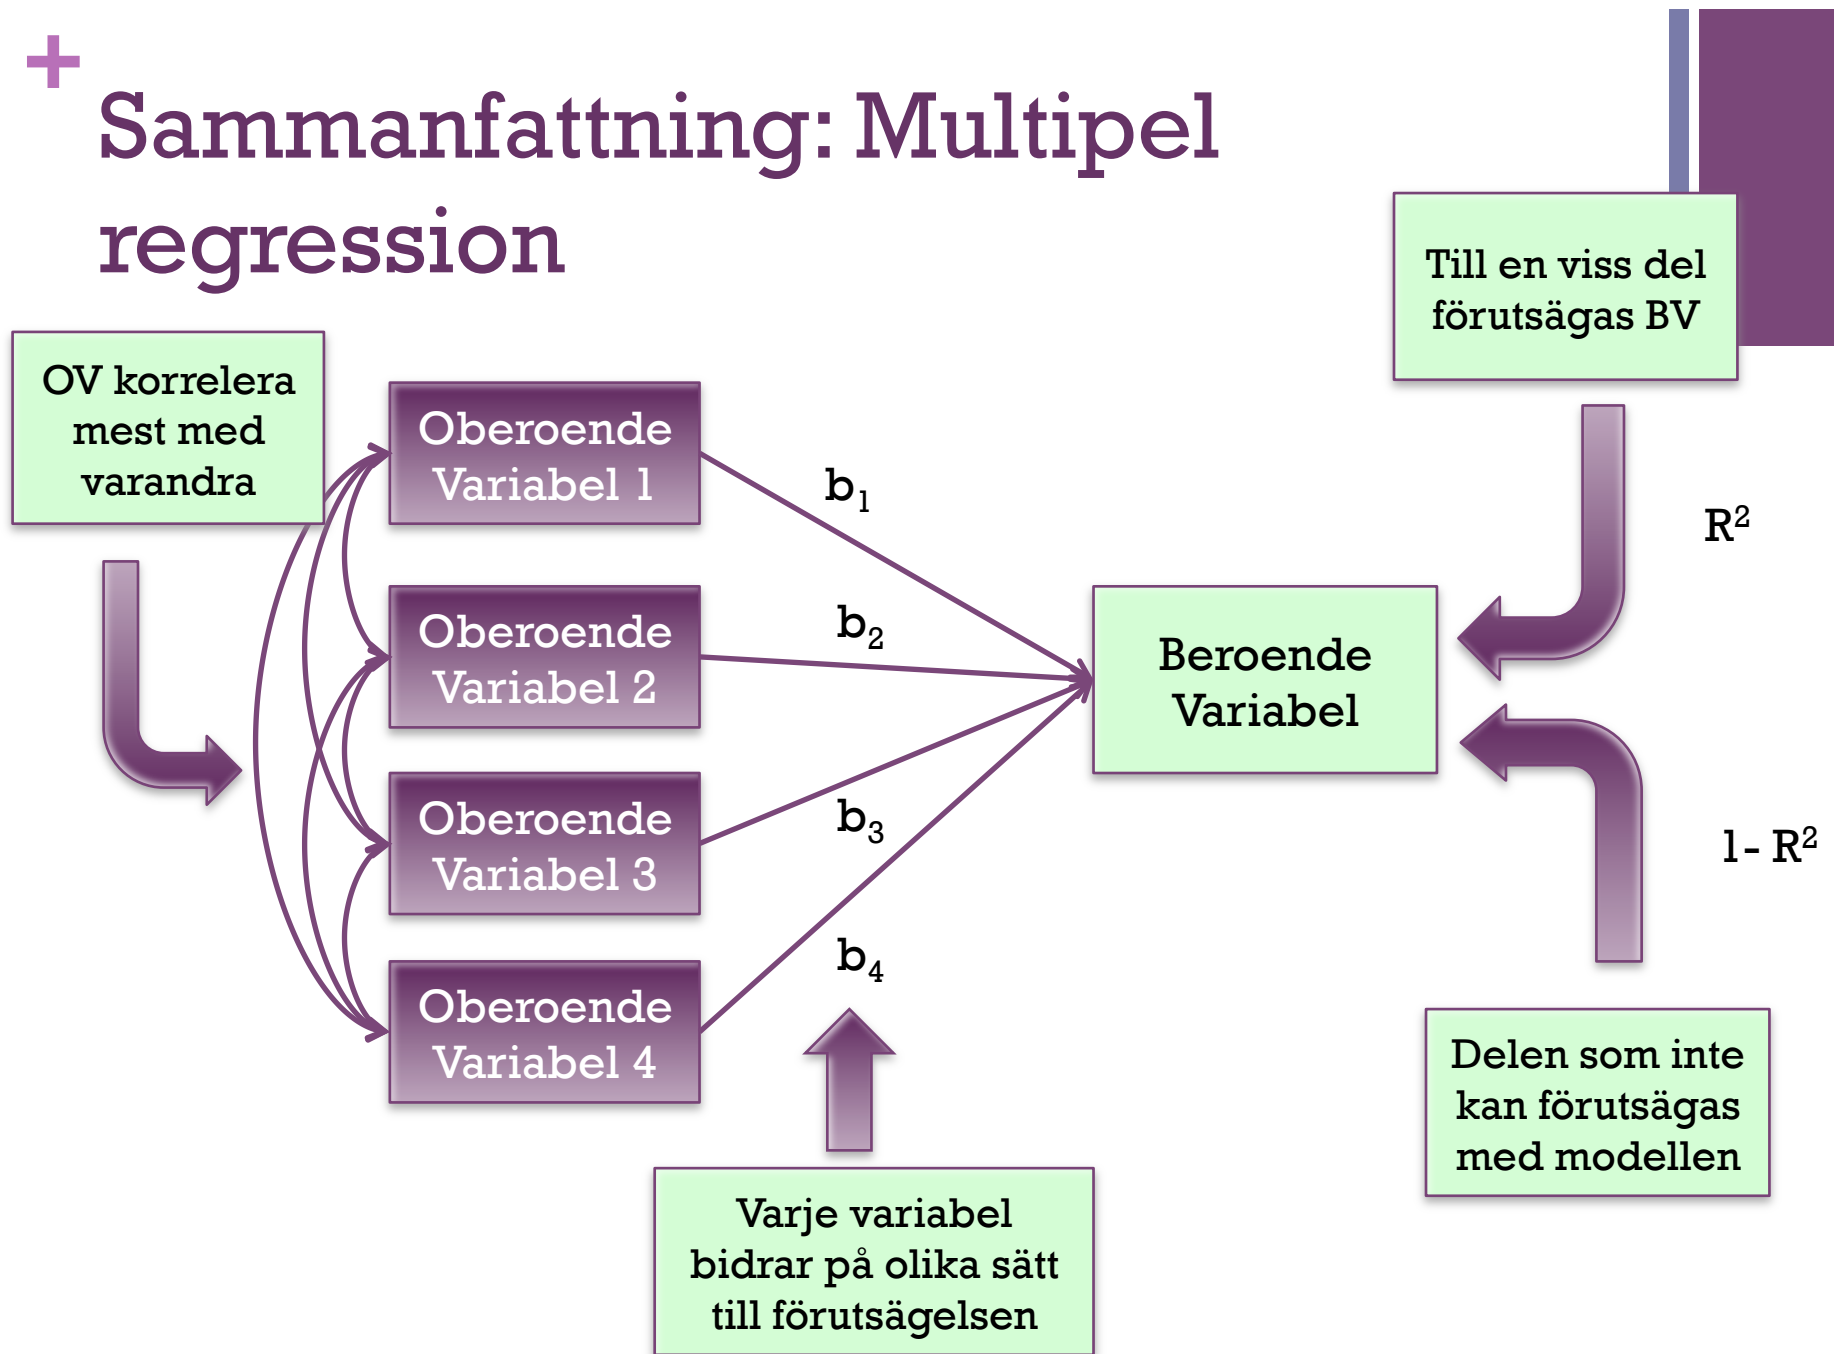 +
Sammanfattning: Multipel
regression
Till en viss del
förutsägas BV
OV korrelera
mest med
varandra
Oberoende
Variabel 1
Oberoende
Variabel 2
Oberoende
Variabel 3
Oberoende
Variabel 4
b₁
b₂
b₃
b₄
Beroende
Variabel
R²
1- R²
Delen som inte
kan förutsägas
med modellen
Varje variabel
bidrar på olika sätt
till förutsägelsen